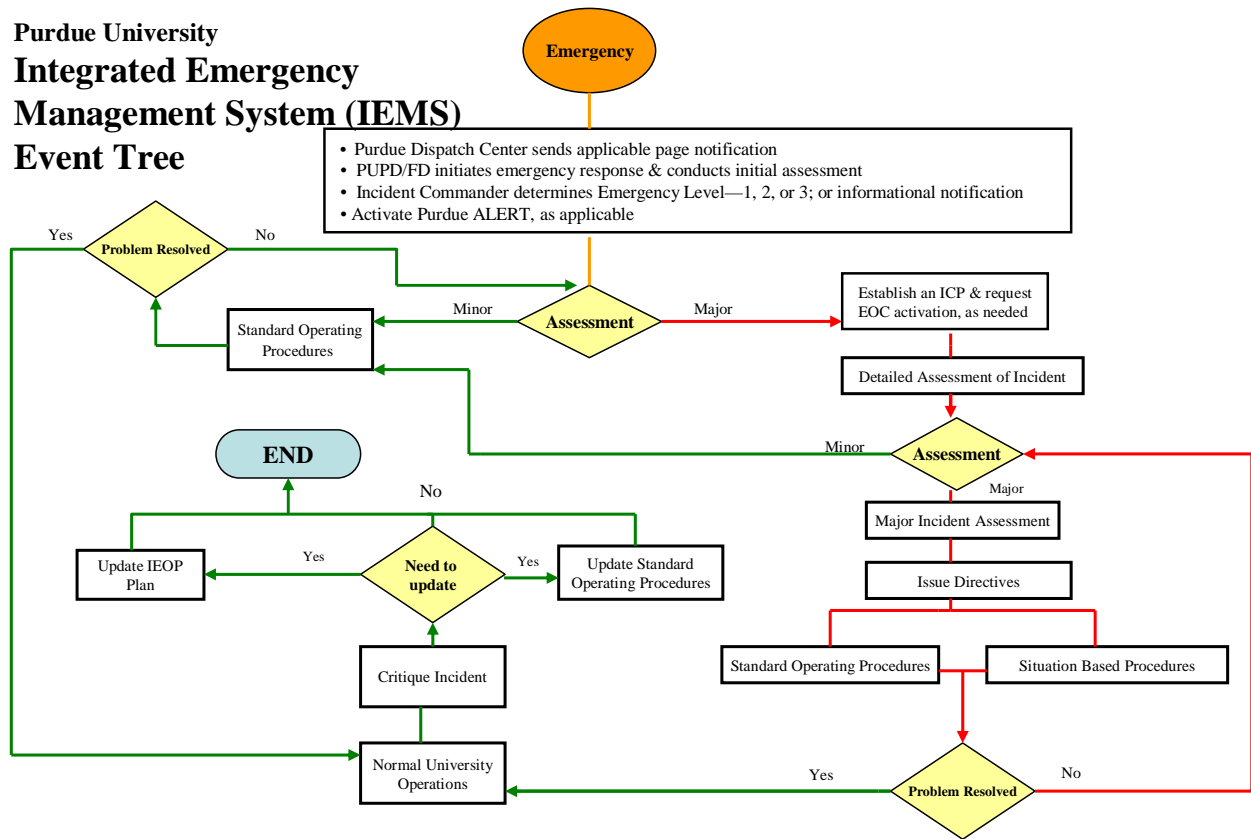 Purdue University
Integrated Emergency
Management System (IEMS)
Event Tree
Emergency
• Purdue Dispatch Center sends applicable page notification
• PUPD/FD initiates emergency response & conducts initial assessment
• Incident Commander determines Emergency Level—1, 2, or 3; or informational notification
• Activate Purdue ALERT, as applicable
Yes
Problem Resolved
No
Minor
Assessment
Major
Establish an ICP & request
EOC activation, as needed
Standard Operating
Procedures
Detailed Assessment of Incident
Minor
Assessment
Major
END
No
Major Incident Assessment
Update IEOP
Plan
Yes
Need to
update
Yes
Update Standard
Operating Procedures
Issue Directives
Critique Incident
Standard Operating Procedures
Situation Based Procedures
Normal University
Operations
Yes
Problem Resolved
No